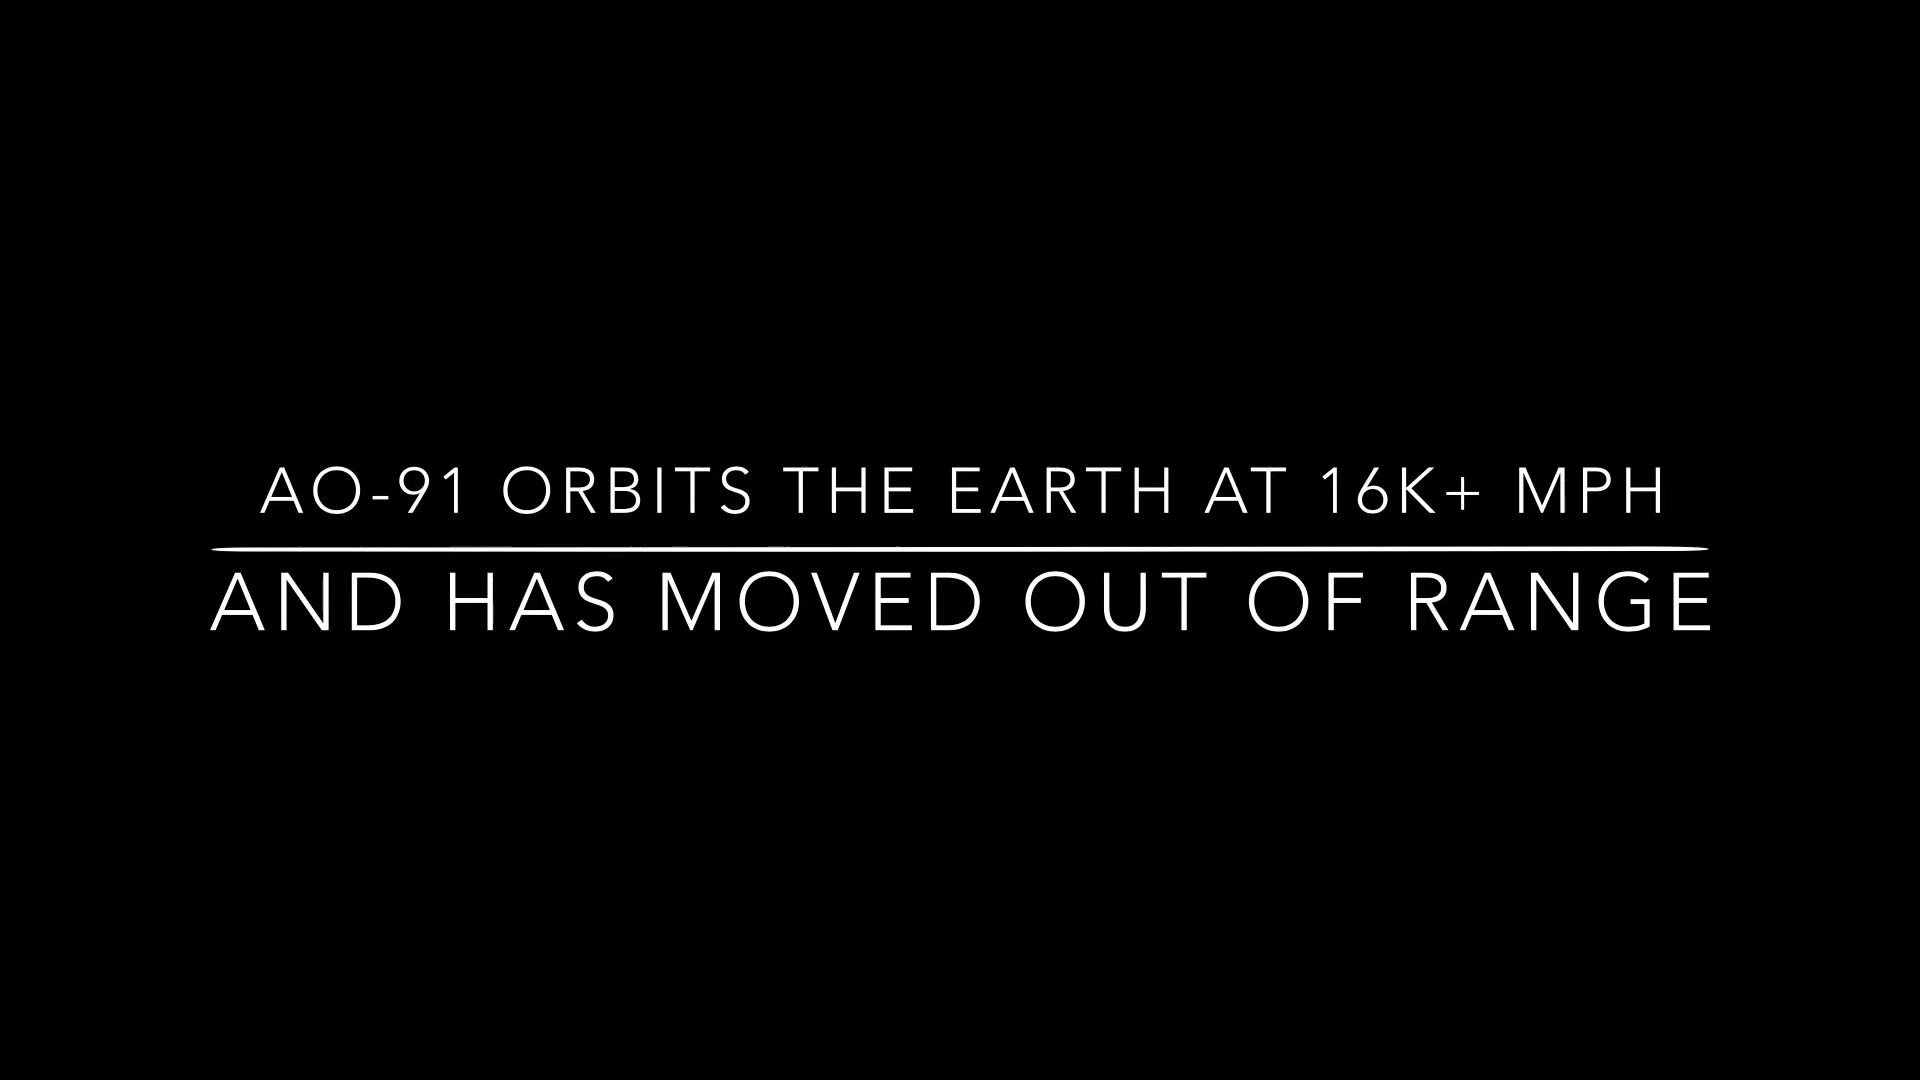 AO-91 ORBITS THE EARTH AT 16K+ MPH
AND HAS MOVED OUT OF RANGE